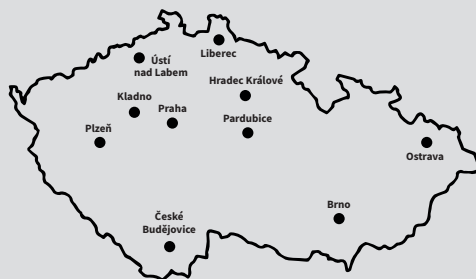 Liberec
Ústí
nad Labem
Hradec Králové
Kladno
Praha
Pardubice
Plzeň
Ostrava
Brno
České
Budějovice